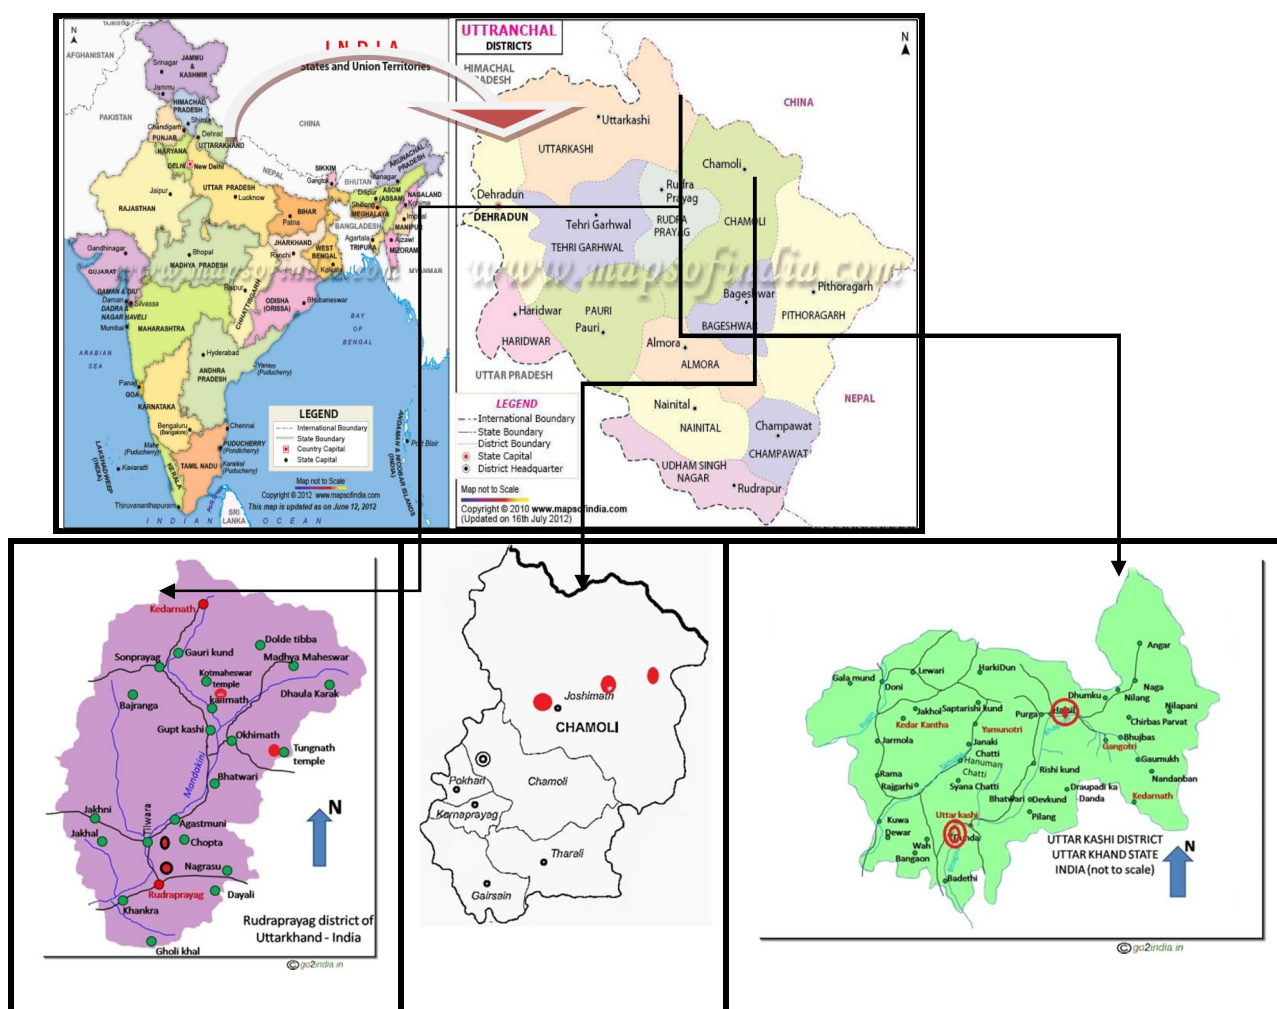 TAJIKISTAN
N
AFGHANISTAN
INDIA
States and Union Territories
JAMMU
&
KASHMIR
Srinagar
Jammu
HIMACHAL
PRADESH
Shimla
PAKISTAN
Chandigarh
PUNJAB
Dehrad
UTTARAKHAND
HARYANA
DELHI
New Delhi
CHINA
NEPAL
SIKKIM
Gangtok
BHUTAN
ARUNACHAL
PRADESH
Itanagar
Jaipur
RAJASTHAN
UTTAR PRADESH
Lucknow
BIHAR
Patna
Dispur
ASOM
(ASSAM)
NAGALAND
Kohima
Shillong
MEGHALAYA
Imphal
MANIPUR
BANGLADESH
Agartala
TRIPURA
Aizawl
MIZORAM
Gandhinagar
GUJARAT
Bhopal
MADHYA PRADESH
JHARKHAND
Ranchi
WEST
BENGAL
Kolkata
MYANMAR
www.mapsofindia.com
DAMAN & DIU
Daman
Silvassa
DADRA &
NAGAR HAVELI
Mumbai
MAHARASHTRA
Raipur
CHHATTISGARH
ODISHA
(ORISSA)
Bhubaneswar
BAY
OF
BENGAL
ARABIAN
SEA
Hyderabad
ANDHRA
PRADESH
Yanam
(Puducherry)
Panaji
GOA
KARNATAKA
Bengaluru
(Bangalore)
Chennai
Mahe
(Puducherry)
PUDUCHERRY
(Pondicherry)
Karaikal
(Puducherry)
LAKSHADWEEP
(INDIA)
Kavaratti
KERALA
TAMIL NADU
Thiruvananthapuram
SRI
LANKA
ANDAMAN & NICOBAR ISLANDS
(INDIA)
Port Blair
LEGEND
International Boundary
State Boundary
Country Capital
State Capital
Map not to Scale
Copyright © 2012 www.mapsofindia.com
This map is updated as on June 12, 2012
INDIAN OCEAN
UTTRANCHAL
DISTRICTS
N
HIMACHAL
ADESH
CHINA
Uttarkashi
UTTARKASHI
Chamoli
CHAMOLI
Dehradun
DEHRADUN
Rudra
Prayag
RUDRA
PRAYAG
Tehri Garhwal
TEHRI GARHWAL
www.mapsofindia.com
Haridwar
HARIDWAR
PAURI
Pauri
Bageshwar
BAGESHWAR
Pithoragarh
PITHORAGARH
Almora
ALMORA
UTTAR PRADESH
NEPAL
Nainital
NAINITAL
Champawat
CHAMPAWAT
UDHAM SINGH
NAGAR
Rudrapur
LEGEND
International Boundary
State Boundary
District Boundary
State Capital
District Headquarter
Map not to Scale
Copyright © 2010 www.mapsofindia.com
(Updated on 16th July 2012)
Kedarnath
Gauri kund
Dolde tibba
Sonprayag
Madhya Maheswar
Kotmaheswar
temple
Dhaula Karak
Bajranga
kalimath
Gupt kashi
Okhimath
Tungnath
temple
Mandakini
Bhatwari
Jakhni
Tilwara
Agastmuni
Jakhal
Chopta
Nagrasu
Rudraprayag
Dayali
Khankra
Gholi khal
N
Rudraprayag district of
Uttarkhand - India
© go2india.in
Joshimath
CHAMOLI
Pokhari
Chamoli
Karnaprayag
Tharali
Gairsain
Angar
Lewari
HarkiDun
Gala mund
Doni
Dhumku
Naga
Nilang
Nilapani
Jakhol
Saptarishi kund
Purga
Chirbas Parvat
Kedar Kantha
Yamunotri
Bhujbas
Gangotri
Jarmola
Janaki
Chatti
Gaumukh
Hanuman
Chatti
Rishi kund
Nandanban
Rama
Rajgarhi
Syana Chatti
Draupadi ka
Danda
Kedarnath
Bhatwari
Devkund
Pilang
Kuwa
Uttarkashi
Dewar
Wah
Dunda
Bangaon
Badethi
UTTAR KASHI DISTRICT
UTTAR KHAND STATE
INDIA (not to scale)
N
© go2india.in